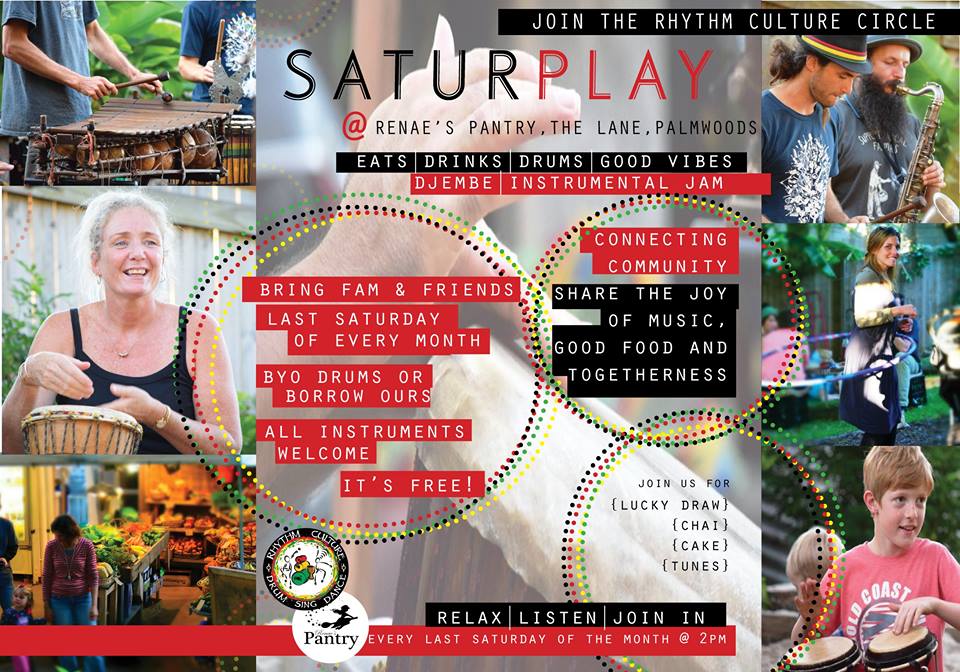 JOIN THE RHYTHM CULTURE CIRCLE
SATURPLAY
@ RENAE'S PANTRY,THE LANE,PALMWOODS
EATS|DRINKS|DRUMS|GOOD VIBES
DJEMBE|INSTRUMENTAL JAM
BRING FAM & FRIENDS
LAST SATURDAY
OF EVERY MONTH
BYO DRUMS OR
BORROW OURS
ALL INSTRUMENTS
WELCOME
IT'S FREE!
CONNECTING
COMMUNITY
SHARE THE JOY
OF MUSIC,
GOOD FOOD AND
TOGETHERNESS
JOIN US FOR
{LUCKY DRAW}
{CHAI}
{CAKE}
{TUNES}
RHYTHM CULTURE
DRUM SING DANCE
Pantry
RELAX|LISTEN|JOIN IN
EVERY LAST SATURDAY OF THE MONTH @ 2PM
OLD COAST